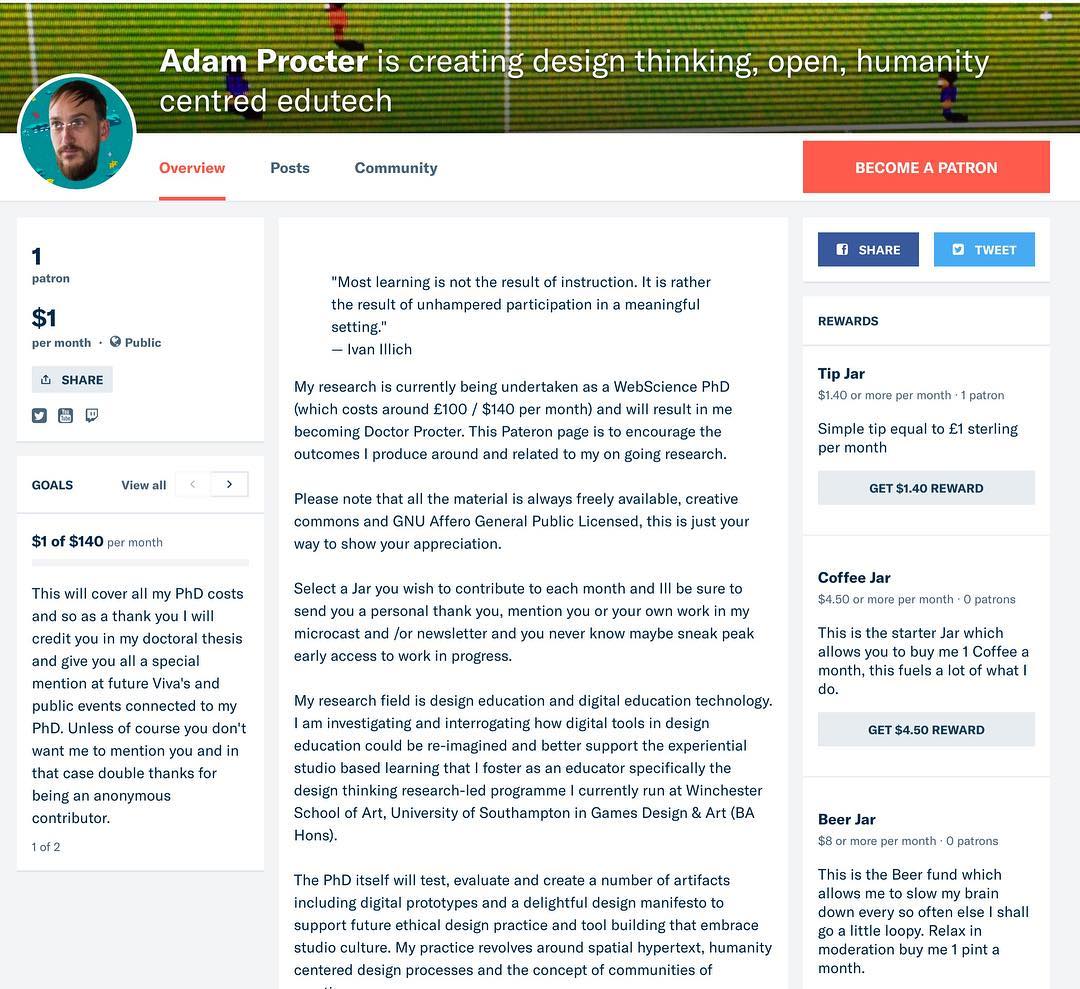 Adam Procter is creating design thinking, open, humanity
centred edutech
Overview
Posts
Community
BECOME A PATRON
1
patron
$1
per month · Public
SHARE
GOALS
View all
$1 of $140 per month
This will cover all my PhD costs
and so as a thank you I will
credit you in my doctoral thesis
and give you all a special
mention at future Viva's and
public events connected to my
PhD. Unless of course you don't
want me to mention you and in
that case double thanks for
being an anonymous
contributor.
1 of 2
"Most learning is not the result of instruction. It is rather
the result of unhampered participation in a meaningful
setting."
— Ivan Illich
My research is currently being undertaken as a WebScience PhD
(which costs around £100 / $140 per month) and will result in me
becoming Doctor Procter. This Pateron page is to encourage the
outcomes I produce around and related to my on going research.
Please note that all the material is always freely available, creative
commons and GNU Affero General Public Licensed, this is just your
way to show your appreciation.
Select a Jar you wish to contribute to each month and Ill be sure to
send you a personal thank you, mention you or your own work in my
microcast and /or newsletter and you never know maybe sneak peak
early access to work in progress.
My research field is design education and digital education technology.
I am investigating and interrogating how digital tools in design
education could be re-imagined and better support the experiential
studio based learning that I foster as an educator specifically the
design thinking research-led programme I currently run at Winchester
School of Art, University of Southampton in Games Design & Art (BA
Hons).
The PhD itself will test, evaluate and create a number of artifacts
including digital prototypes and a delightful design manifesto to
support future ethical design practice and tool building that embrace
studio culture. My practice revolves around spatial hypertext, humanity
centered design processes and the concept of communities of
SHARE
TWEET
REWARDS
Tip Jar
$1.40 or more per month · 1 patron
Simple tip equal to £1 sterling
per month
GET $1.40 REWARD
Coffee Jar
$4.50 or more per month · 0 patrons
This is the starter Jar which
allows you to buy me 1 Coffee a
month, this fuels a lot of what I
do.
GET $4.50 REWARD
Beer Jar
$8 or more per month · 0 patrons
This is the Beer fund which
allows me to slow my brain
down every so often else I shall
go a little loopy. Relax in
moderation buy me 1 pint a
month.